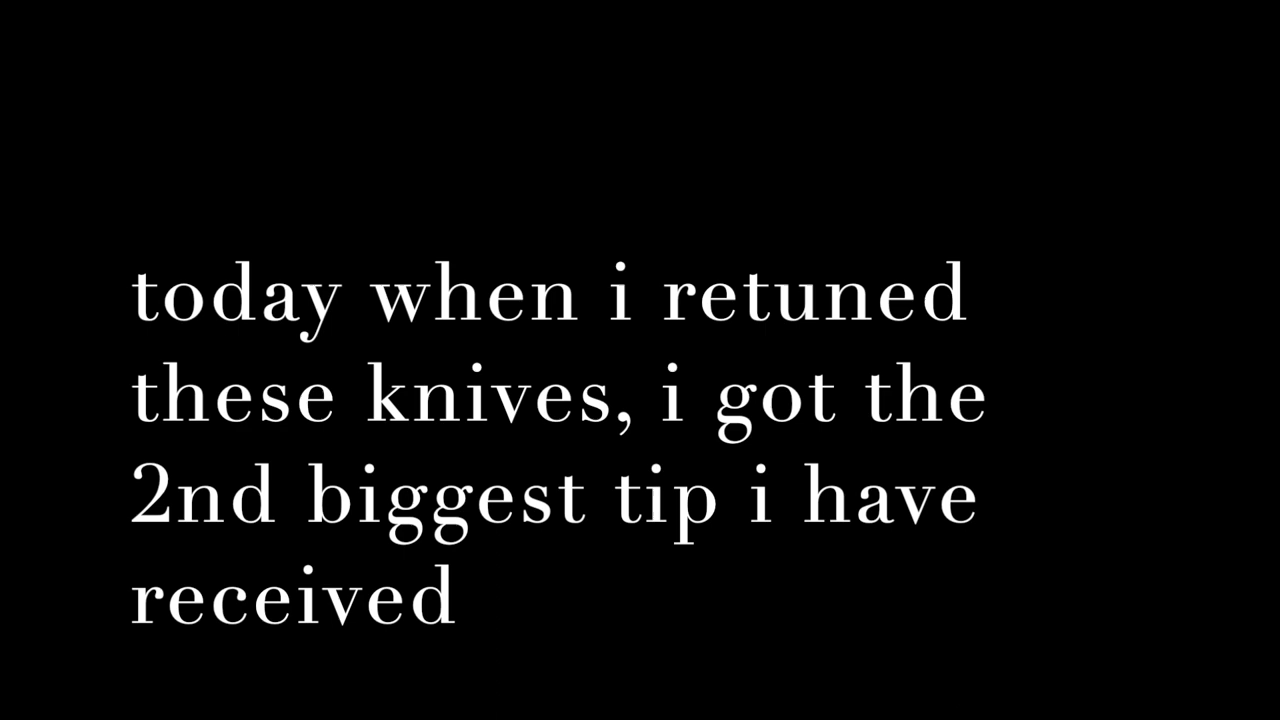 today when i retuned
these knives, i got the
2nd biggest tip i have
received